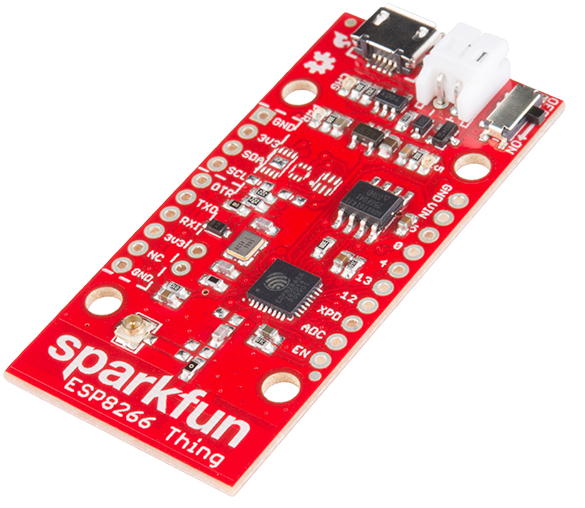 OFF
ON
GND
3V3
SDA
SCL
DTR
TXO
RXI
3V3
NC
GND
GND
VIN
5
0
4
13
12
XPD
ADC
EN
sparkfun
ESP8266 Thing